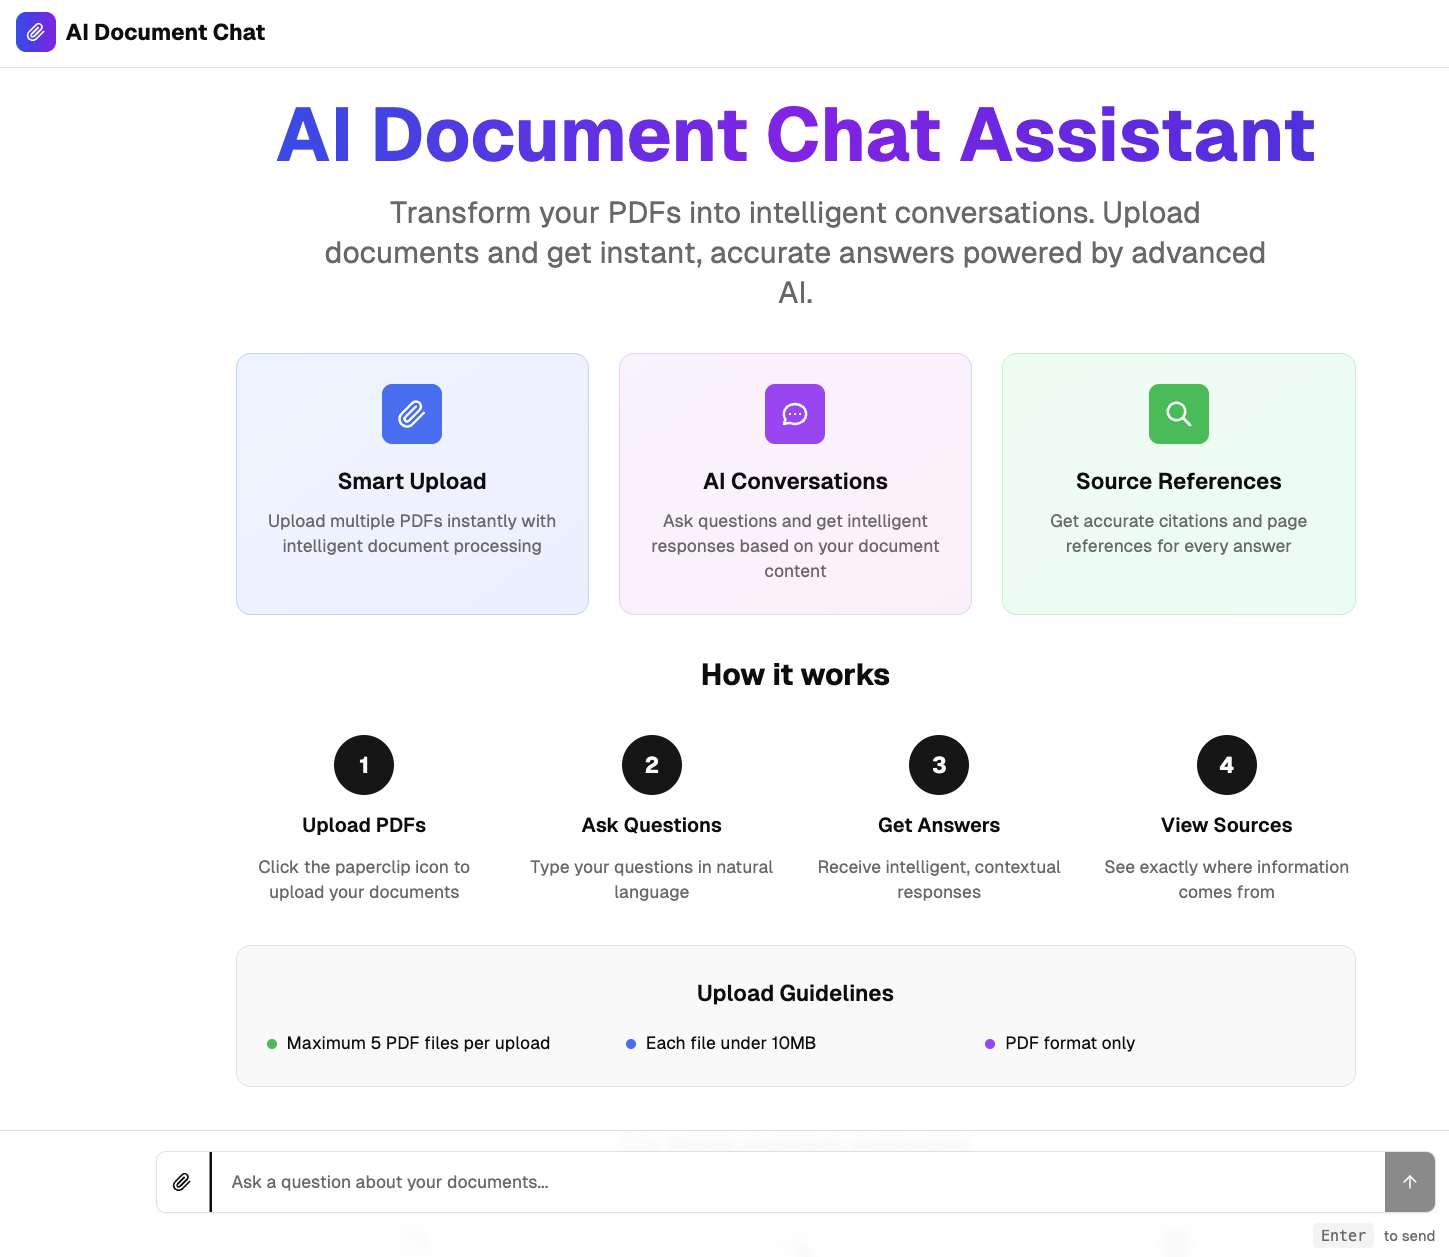 AI Document Chat
AI Document Chat Assistant
Transform your PDFs into intelligent conversations. Upload
documents and get instant, accurate answers powered by advanced
AI.
Smart Upload
Upload multiple PDFs instantly with
intelligent document processing
AI Conversations
Ask questions and get intelligent
responses based on your document
content
Source References
Get accurate citations and page
references for every answer
How it works
1
Upload PDFs
Click the paperclip icon to
upload your documents
2
Ask Questions
Type your questions in natural
language
3
Get Answers
Receive intelligent, contextual
responses
4
View Sources
See exactly where information
comes from
Upload Guidelines
Maximum 5 PDF files per upload
Each file under 10MB
PDF format only
Ask a question about your documents...
Enter to send